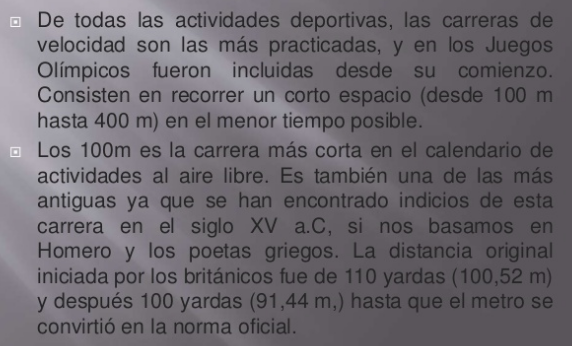 De todas las actividades deportivas, las carreras de
velocidad son las más practicadas, y en los Juegos
Olímpicos fueron incluidas desde su comienzo.
Consisten en recorrer un corto espacio (desde 100 m
hasta 400 m) en el menor tiempo posible.
Los 100m es la carrera más corta en el calendario de
actividades al aire libre. Es también una de las más
antiguas ya que se han encontrado indicios de esta
carrera en el siglo XV a.C, si nos basamos en
Homero y los poetas griegos. La distancia original
iniciada por los británicos fue de 110 yardas (100,52 m)
y después 100 yardas (91,44 m,) hasta que el metro se
convirtió en la norma oficial.